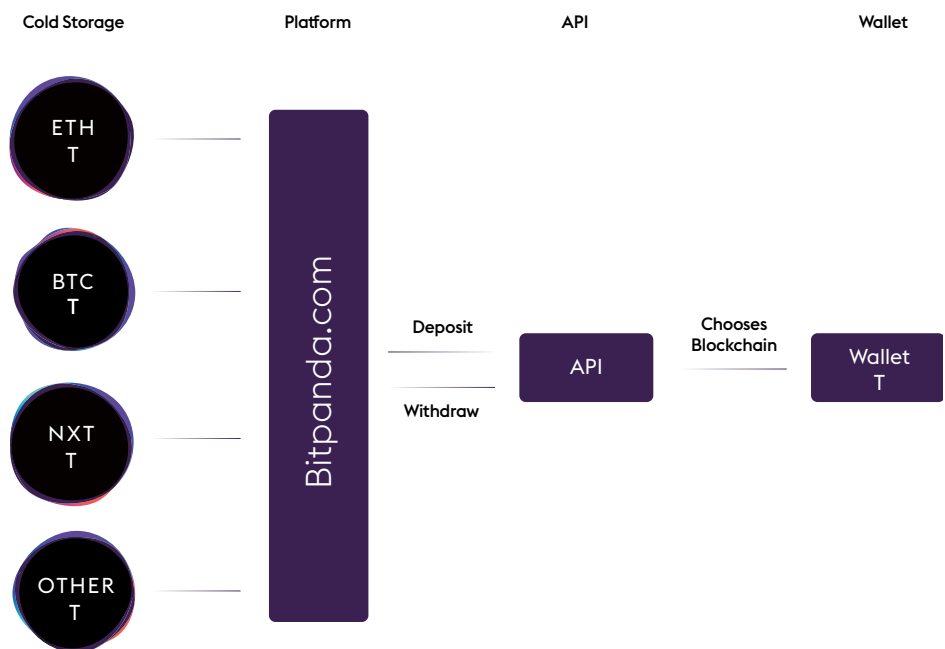 Cold Storage
Platform
API
Wallet
ETH
T
BTC
T
NXT
T
OTHER
T
Bitpanda.com
Deposit
Withdraw
API
Chooses
Blockchain
Wallet
T